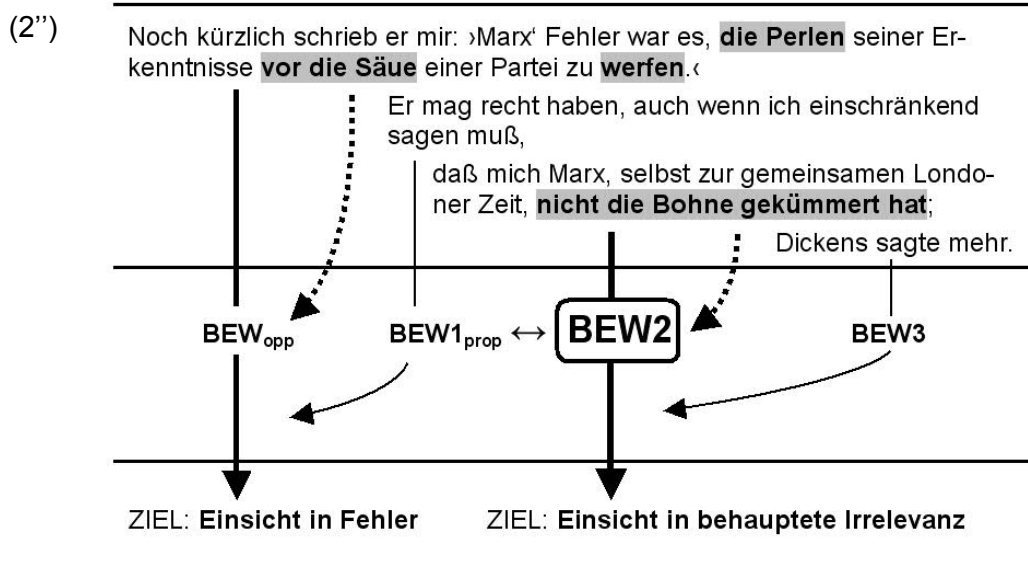 (2’’)
Noch kürzlich schrieb er mir: ›Marx‘ Fehler war es, die Perlen seiner Er-
kenntnisse vor die Säue einer Partei zu werfen.‹
Er mag recht haben, auch wenn ich einschränkend
sagen muß,
daß mich Marx, selbst zur gemeinsamen Londo-
ner Zeit, nicht die Bohne gekümmert hat;
Dickens sagte mehr.
BEWopp BEW1prop ↔ BEW2 BEW3
ZIEL: Einsicht in Fehler ZIEL: Einsicht in behauptete Irrelevanz